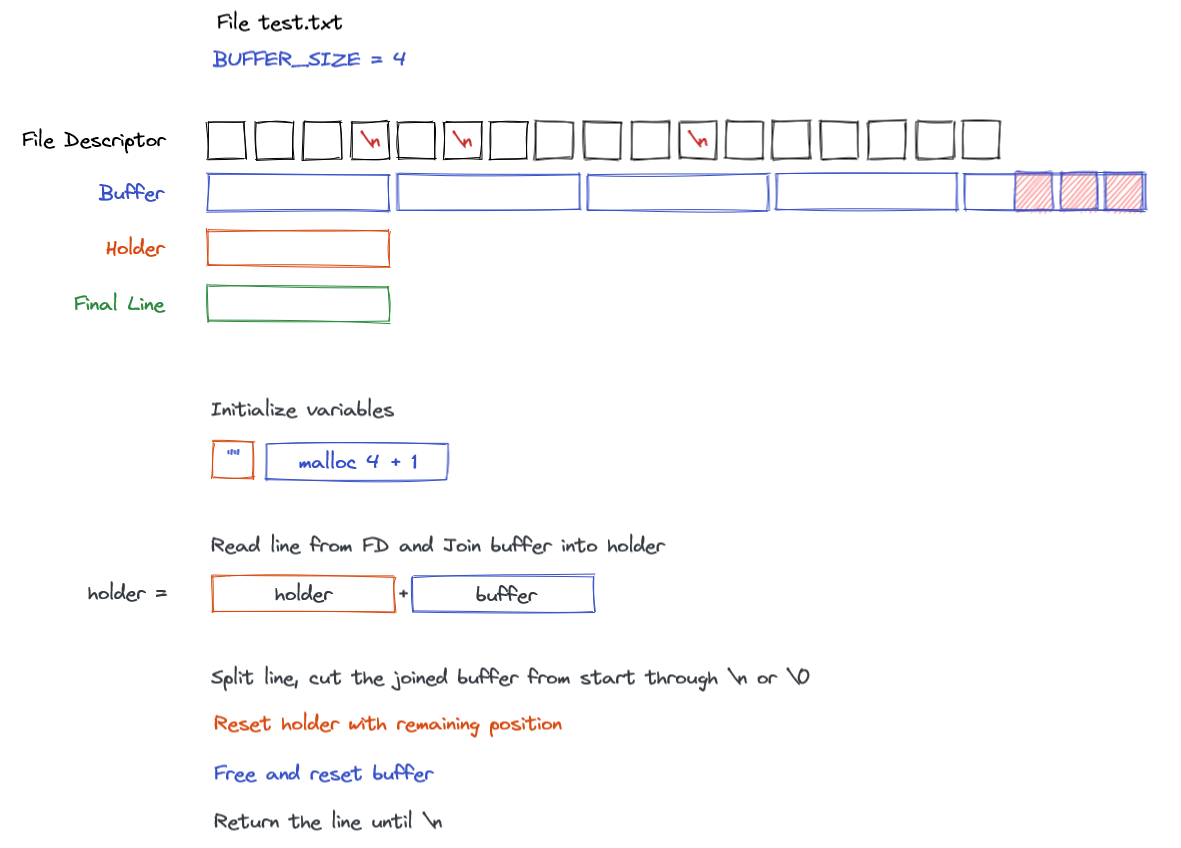 File test.txt
BUFFER_SIZE = 4
File Descriptor
\n \n \n
Buffer
Holder
Final Line
Initialize variables
"" malloc 4 + 1
Read line from FD and Join buffer into holder
holder = holder + buffer
Split line, cut the joined buffer from start through \n or \0
Reset holder with remaining position
Free and reset buffer
Return the line until \n